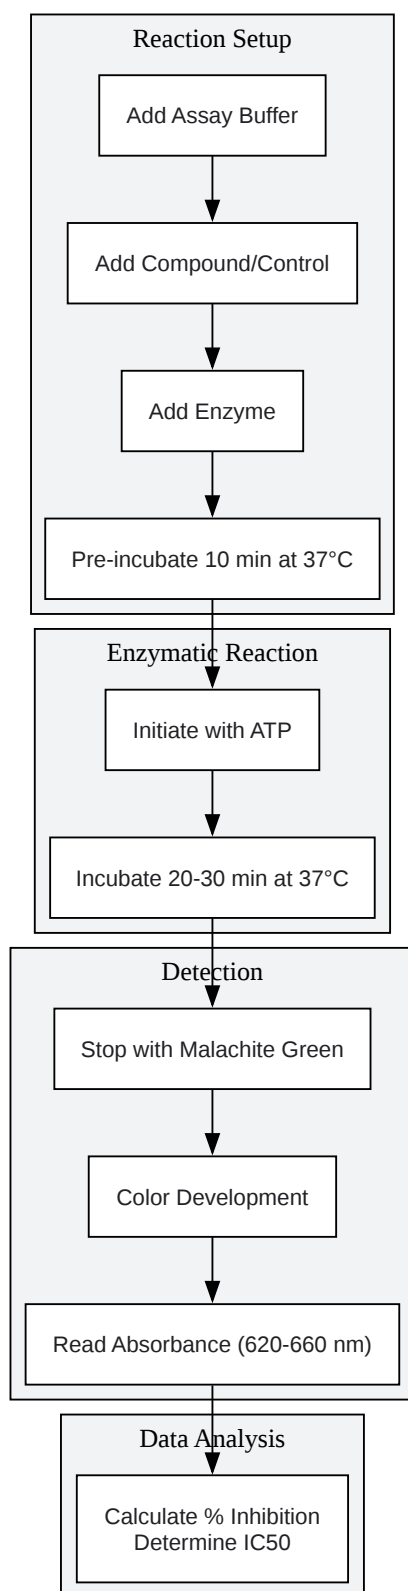 Reaction Setup
Add Assay Buffer
Add Compound/Control
Add Enzyme
Pre-incubate 10 min at 37°C
Enzymatic Reaction
Initiate with ATP
Incubate 20-30 min at 37°C
Detection
Stop with Malachite Green
Color Development
Read Absorbance (620-660 nm)
Data Analysis
Calculate % Inhibition
Determine IC50